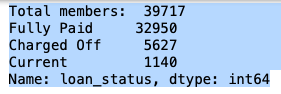 Total members:  39717
Fully Paid     32950
Charged Off     5627
Current         1140
Name: loan_status, dtype: int64